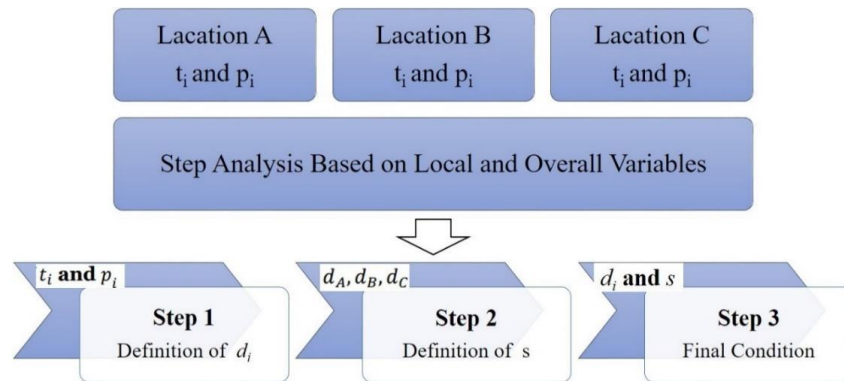 Lacation A
tᵢ and pᵢ
Lacation B
tᵢ and pᵢ
Lacation C
tᵢ and pᵢ
Step Analysis Based on Local and Overall Variables
tᵢ and pᵢ
Step 1
Definition of dᵢ
d_A, d_B, d_C
Step 2
Definition of s
dᵢ and s
Step 3
Final Condition